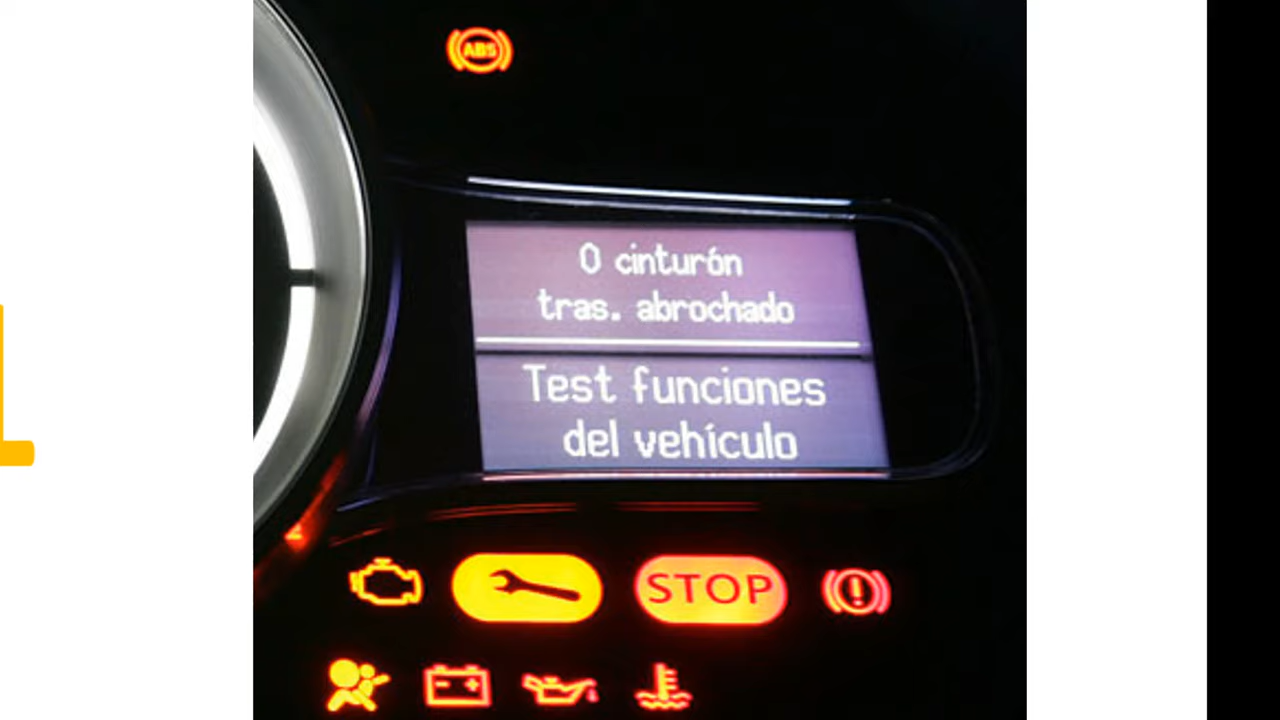 ABS
0 cinturón
tras. abrochado
Test funciones
del vehículo
STOP